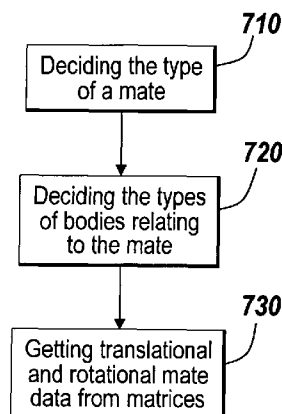 710
Deciding the type
of a mate
720
Deciding the types
of bodies relating
to the mate
730
Getting translational
and rotational mate
data from matrices